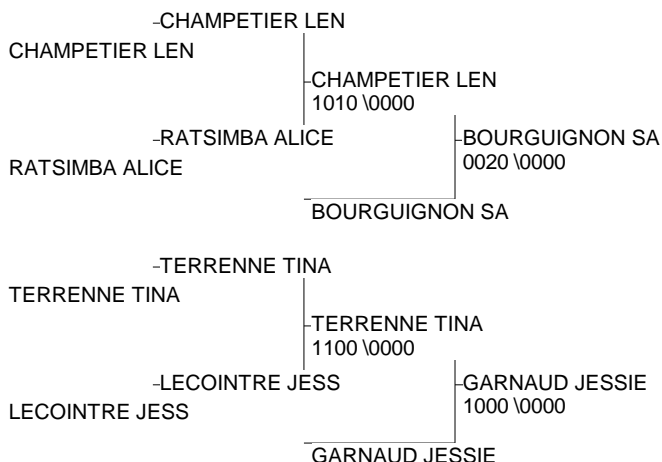 CHAMPETIER LEN
CHAMPETIER LEN
CHAMPETIER LEN
1010 \0000
RATSIMBA ALICE
RATSIMBA ALICE
BOURGUIGNON SA
0020 \0000
BOURGUIGNON SA
TERRENNE TINA
TERRENNE TINA
TERRENNE TINA
1100 \0000
LECOINTRE JESS
LECOINTRE JESS
GARNAUD JESSIE
1000 \0000
GARNAUD JESSIE